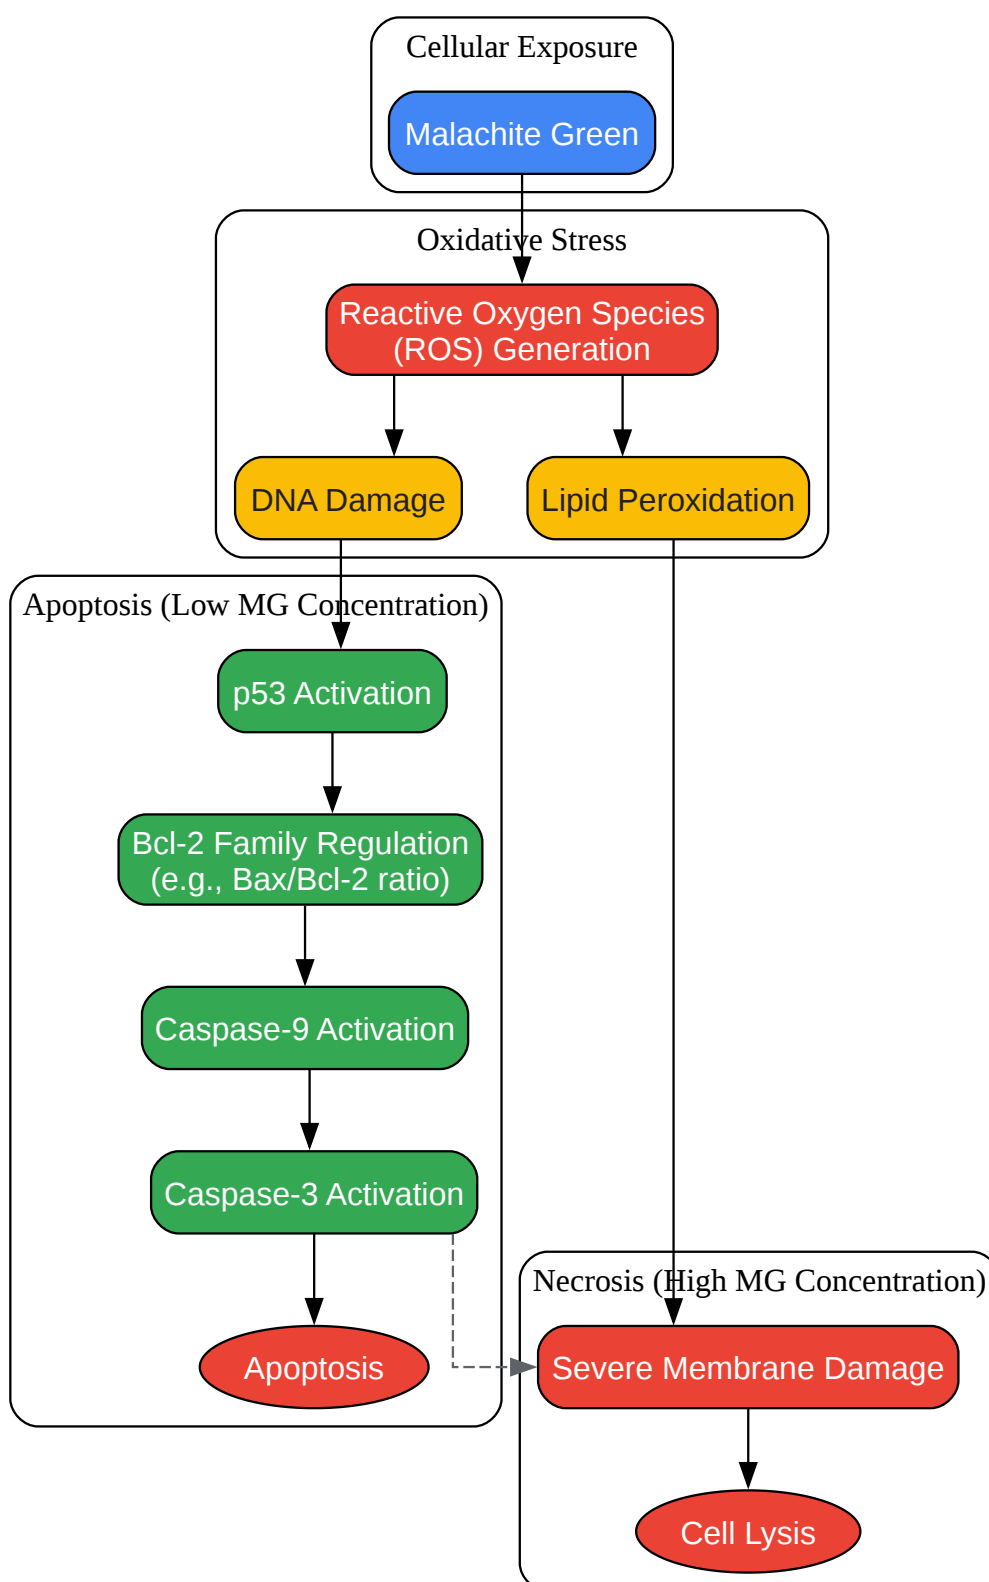 Cellular Exposure
Malachite Green
Oxidative Stress
Reactive Oxygen Species
(ROS) Generation
DNA Damage
Lipid Peroxidation
Apoptosis (Low MG Concentration)
p53 Activation
Bcl-2 Family Regulation
(e.g., Bax/Bcl-2 ratio)
Caspase-9 Activation
Caspase-3 Activation
Apoptosis
Necrosis (High MG Concentration)
Severe Membrane Damage
Cell Lysis